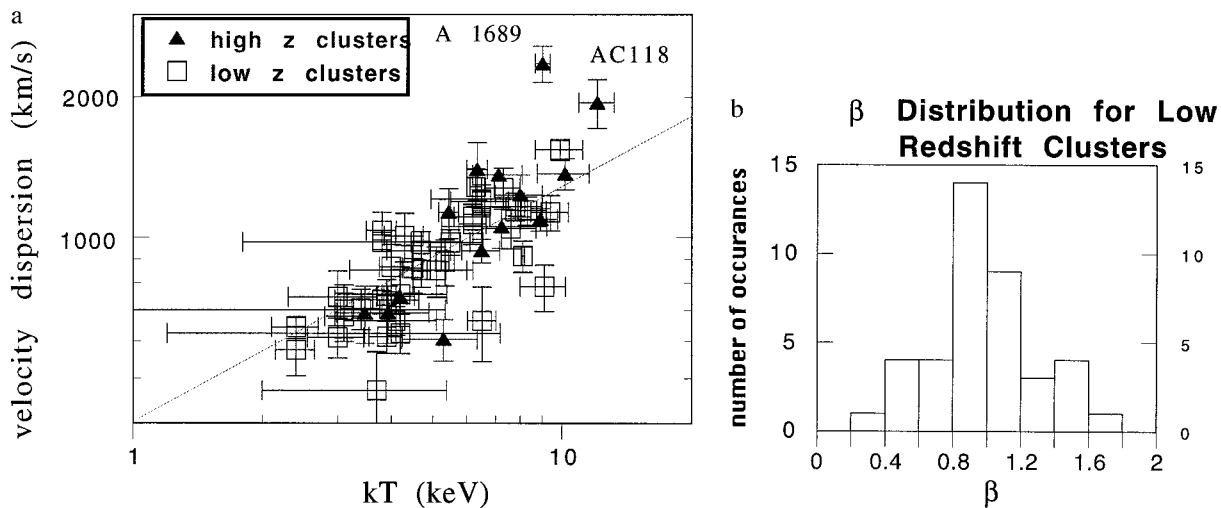 a
velocity dispersion (km/s)
2000
1000
high z clusters
low z clusters
A 1689
AC118
1
10
kT (keV)
b
β Distribution for Low
Redshift Clusters
number of occurances
15
10
5
0
15
10
5
0
0
0.4
0.8
1.2
1.6
2
β